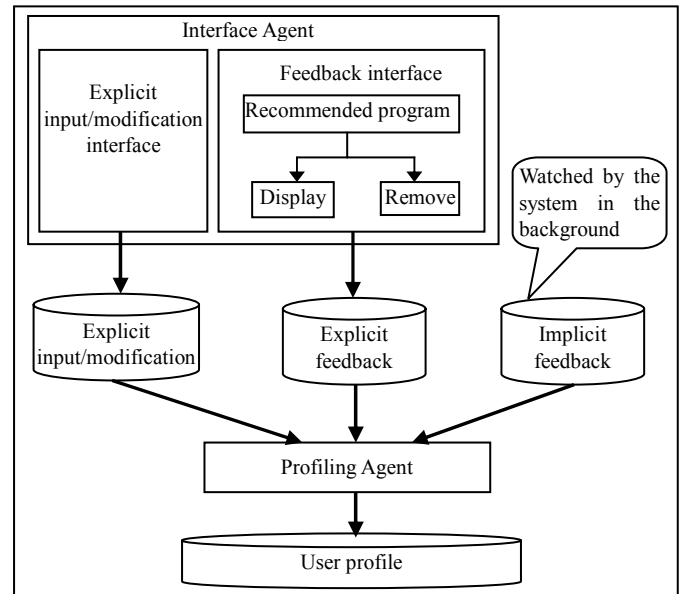 Interface Agent
Explicit
input/modification
interface
Feedback interface
Recommended program
Display
Remove
Watched by the
system in the
background
Explicit
input/modification
Explicit
feedback
Implicit
feedback
Profiling Agent
User profile